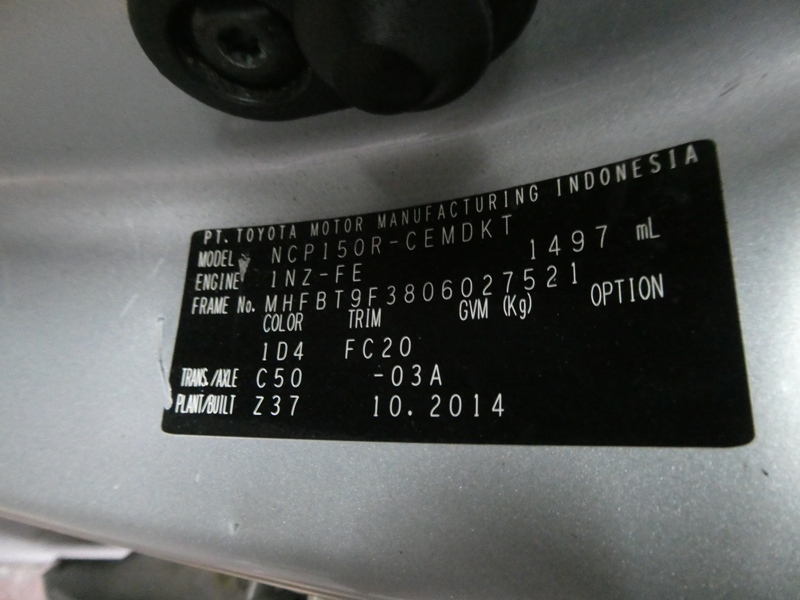 PT. TOYOTA MOTOR MANUFACTURING INDONESIA
MODEL NCP150R-CEMDKT
ENGINE 1NZ-FE 1497 mL
FRAME No. MHFBT9F3806027521
COLOR TRIM GVM (Kg) OPTION
1D4 FC20
TRANS./AXLE C50 -03A
PLANT/BUILT Z37 10.2014